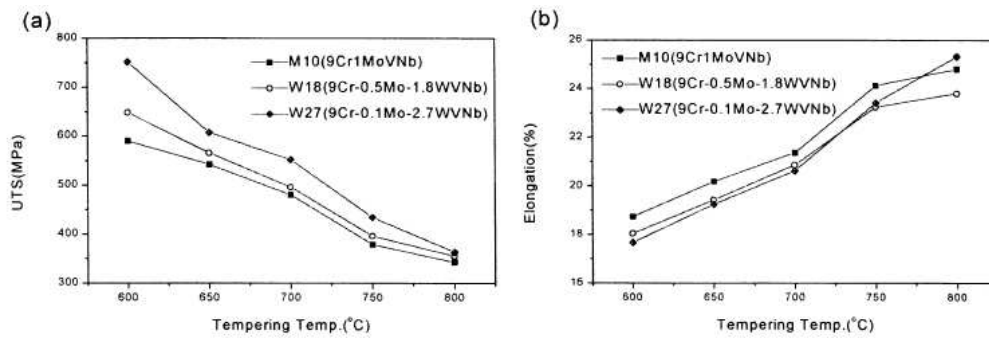 (a)
800
700
600
500
400
300
UTS(MPa)
M10(9Cr1MoVNb)
W18(9Cr-0.5Mo-1.8WVNb)
W27(9Cr-0.1Mo-2.7WVNb)
600 650 700 750 800
Tempering Temp.(°C)
(b)
26
24
22
20
18
16
Elongation(%)
M10(9Cr1MoVNb)
W18(9Cr-0.5Mo-1.8WVNb)
W27(9Cr-0.1Mo-2.7WVNb)
600 650 700 750 800
Tempering Temp.(°C)